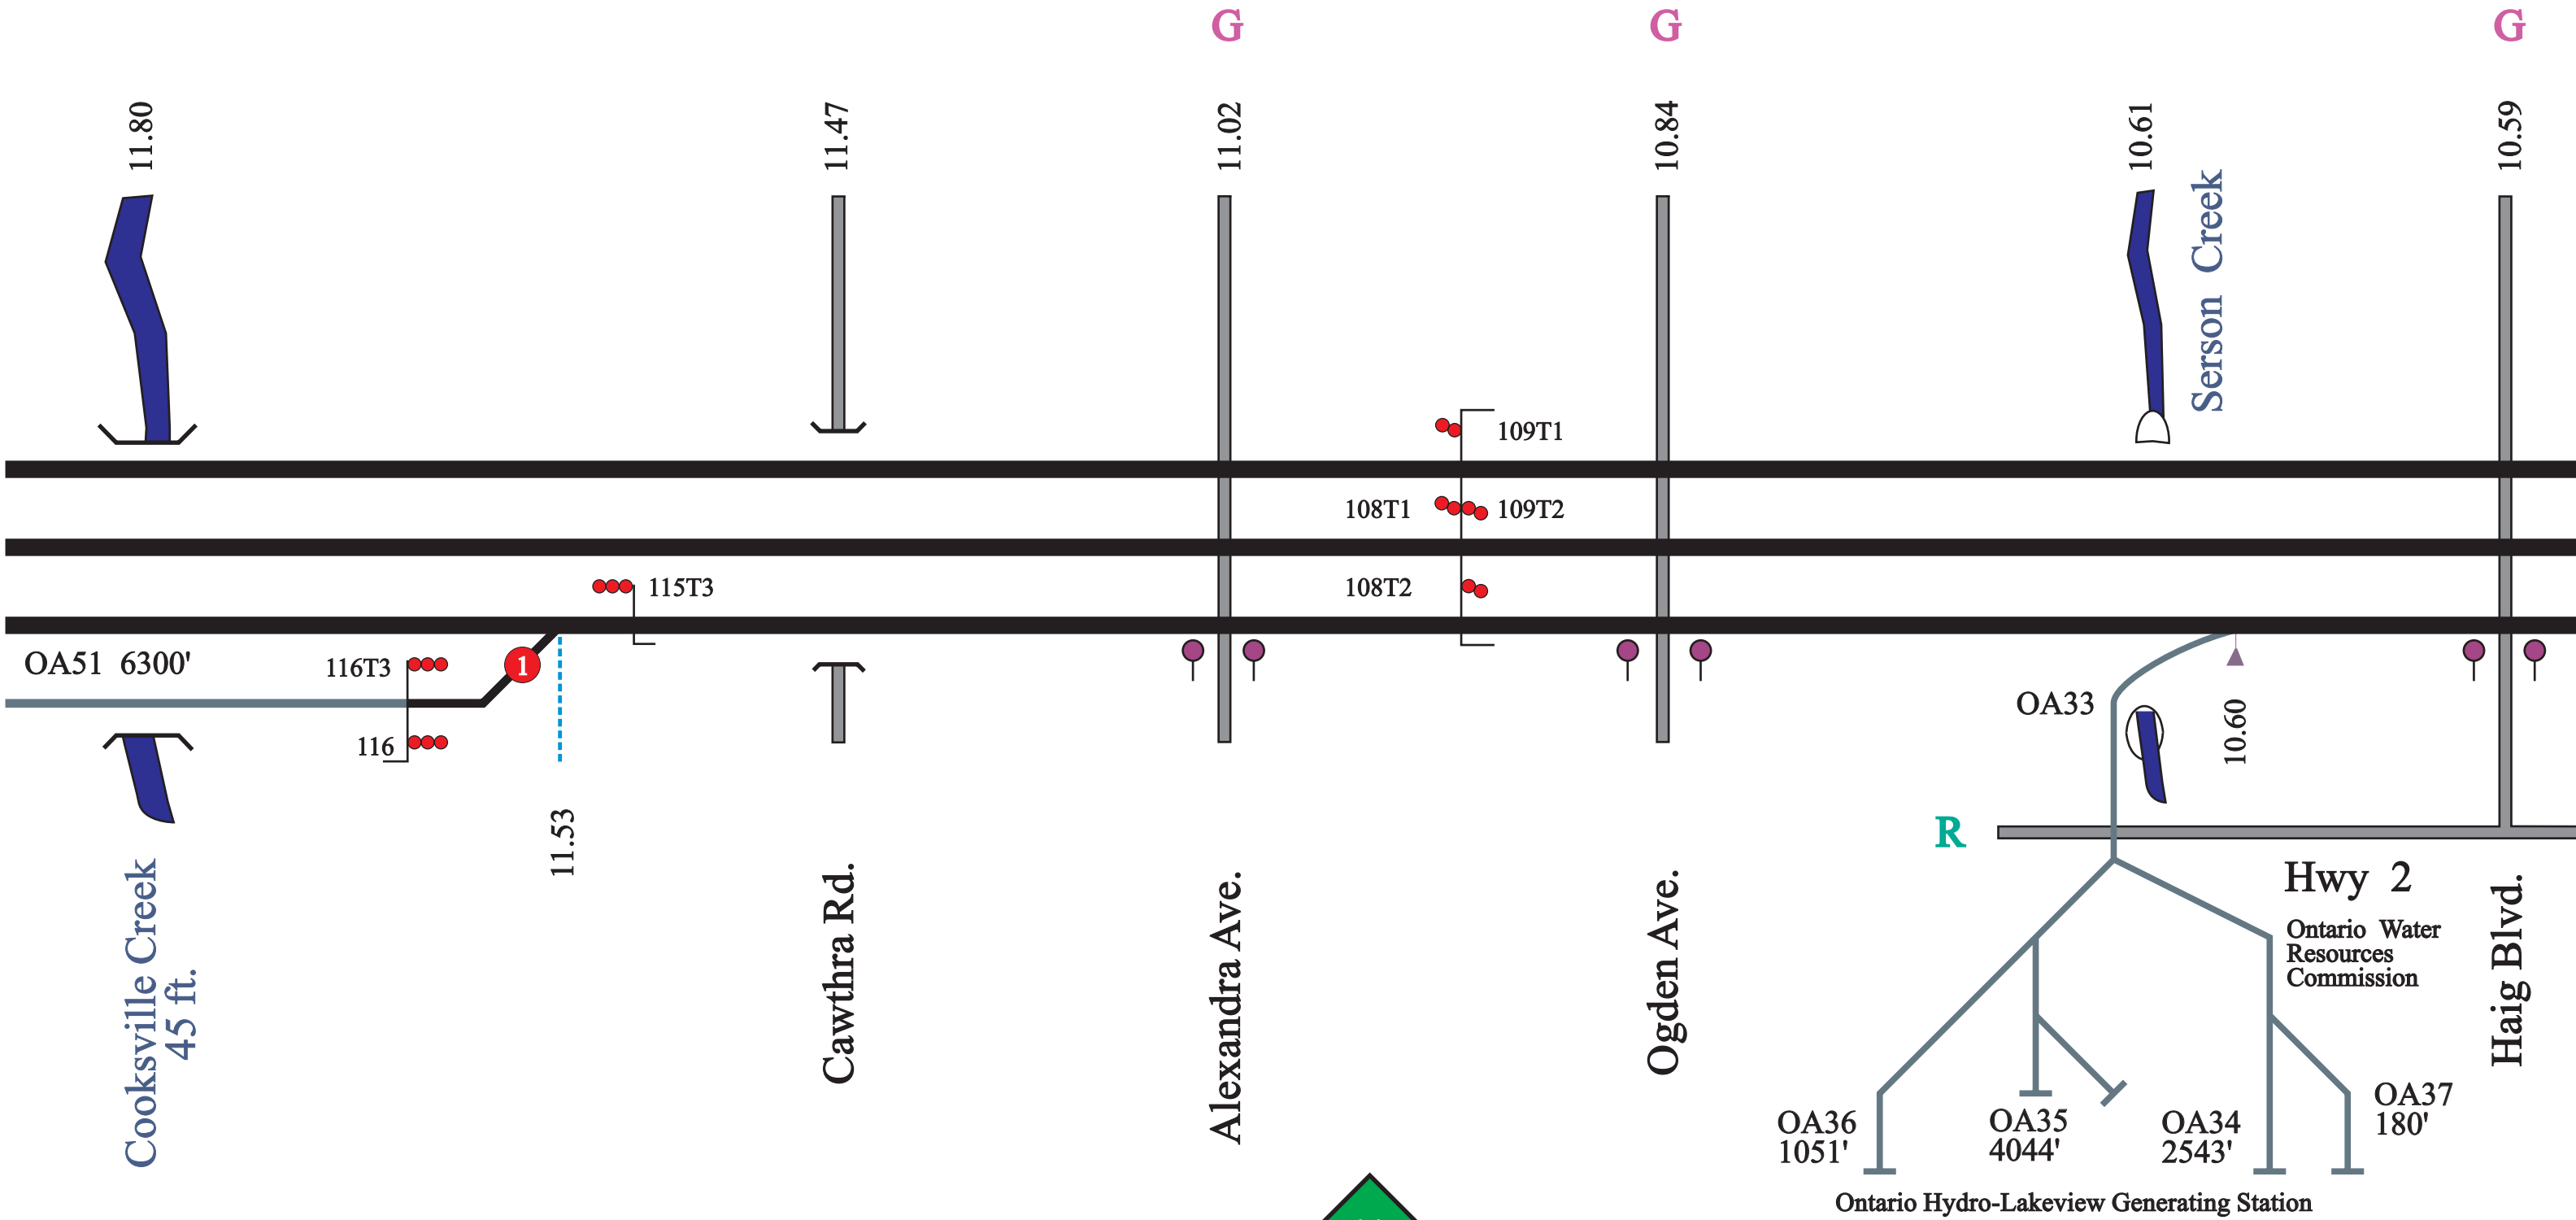 G
G
G
11.80
11.47
11.02
10.84
10.61
10.59
Serson Creek
109T1
108T1
109T2
115T3
108T2
OA51 6300'
116T3
1
116
OA33
10.60
11.53
R
Hwy 2
Cooksville Creek
45 ft.
Cawthra Rd.
Alexandra Ave.
Ogden Ave.
Haig Blvd.
Ontario Water
Resources
Commission
OA36
1051'
OA35
4044'
OA34
2543'
OA37
180'
Ontario Hydro-Lakeview Generating Station